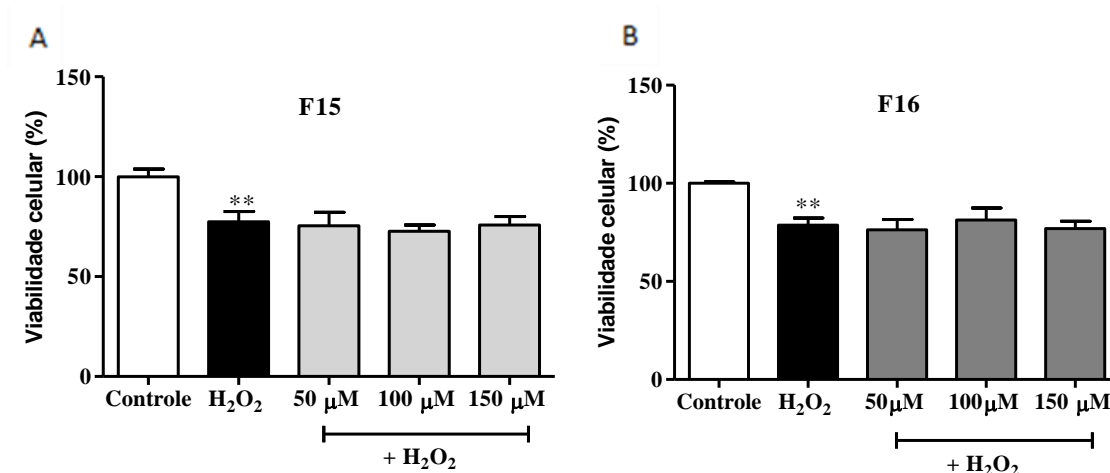 A
F15
Viabilidade celular (%)
150
100
50
0
**
Controle H₂O₂ 50 μM 100 μM 150 μM
+ H₂O₂
B
F16
Viabilidade celular (%)
150
100
50
0
**
Controle H₂O₂ 50μM 100μM 150 μM
+ H₂O₂